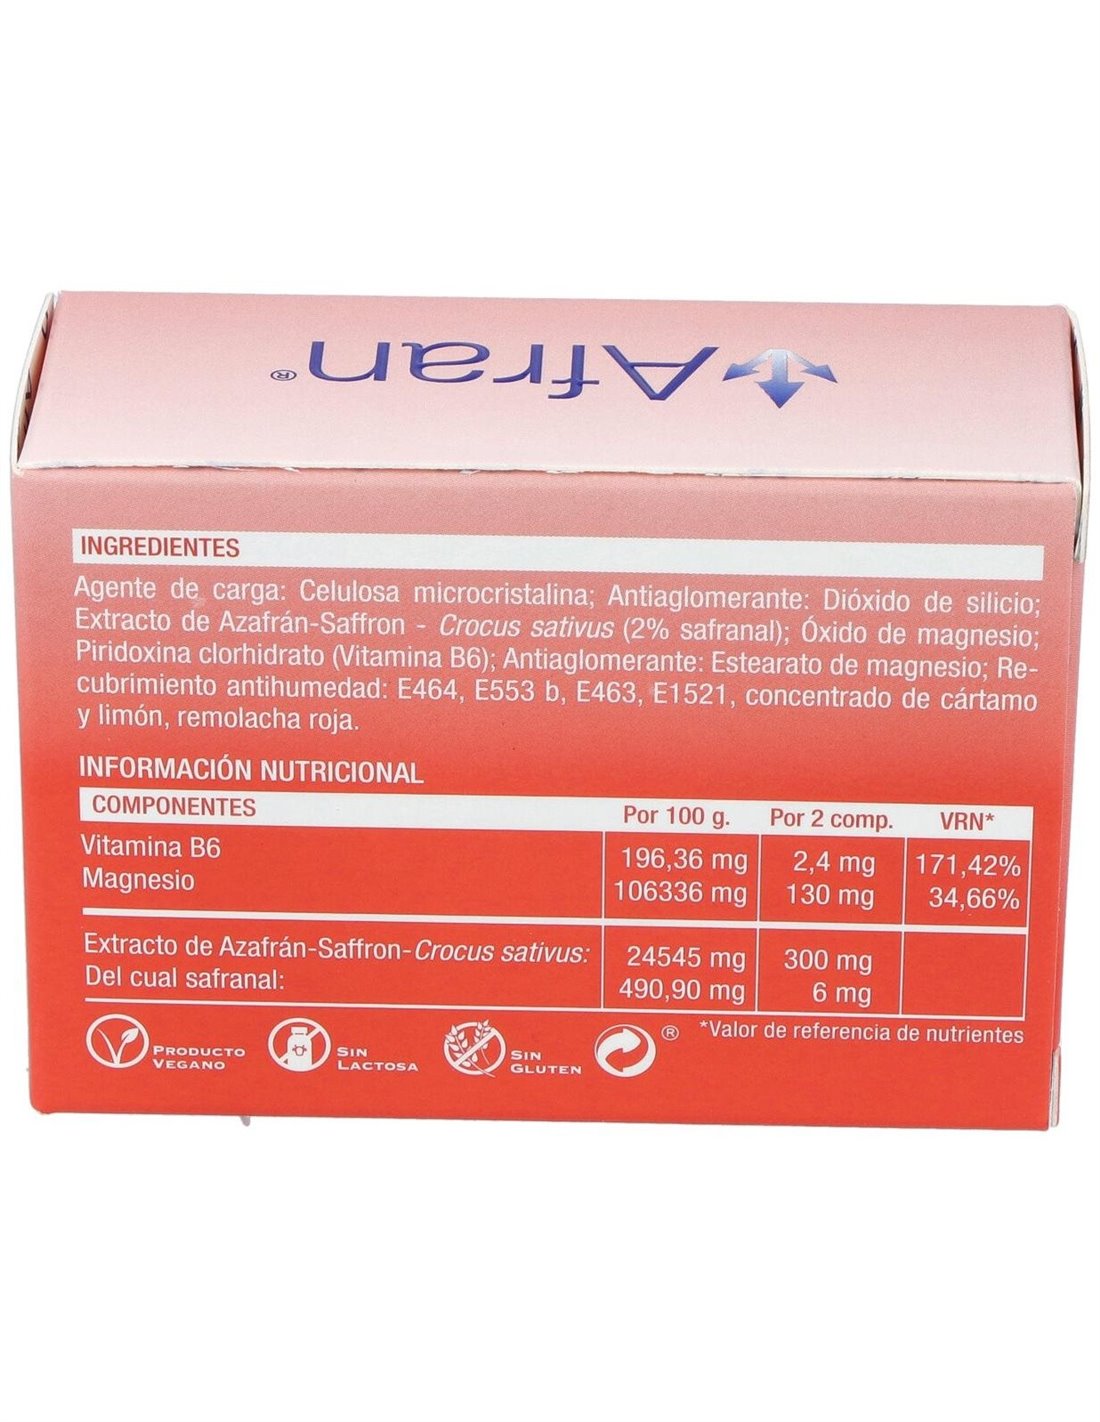 Afran®
INGREDIENTES
Agente de carga: Celulosa microcristalina; Antiaglomerante: Dióxido de silicio;
Extracto de Azafrán-Saffron - Crocus sativus (2% safranal); Óxido de magnesio;
Piridoxina clorhidrato (Vitamina B6); Antiaglomerante: Estearato de magnesio; Re-
cubrimiento antihumedad: E464, E553 b, E463, E1521, concentrado de cártamo
y limón, remolacha roja.
INFORMACIÓN NUTRICIONAL
COMPONENTES Por 100 g. Por 2 comp. VRN*
Vitamina B6 196,36 mg 2,4 mg 171,42%
Magnesio 106336 mg 130 mg 34,66%
Extracto de Azafrán-Saffron-Crocus sativus: 24545 mg 300 mg
Del cual safranal: 490,90 mg 6 mg
*Valor de referencia de nutrientes
PRODUCTO
VEGANO
SIN
LACTOSA
SIN
GLUTEN
®